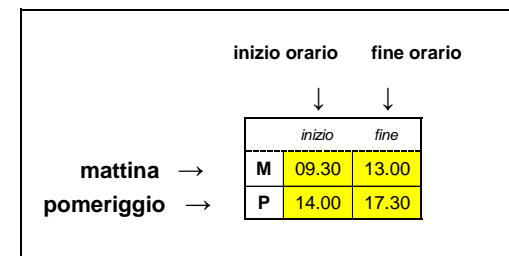 inizio orario fine orario
↓ ↓
inizio fine
mattina → M 09.30 13.00
pomeriggio → P 14.00 17.30